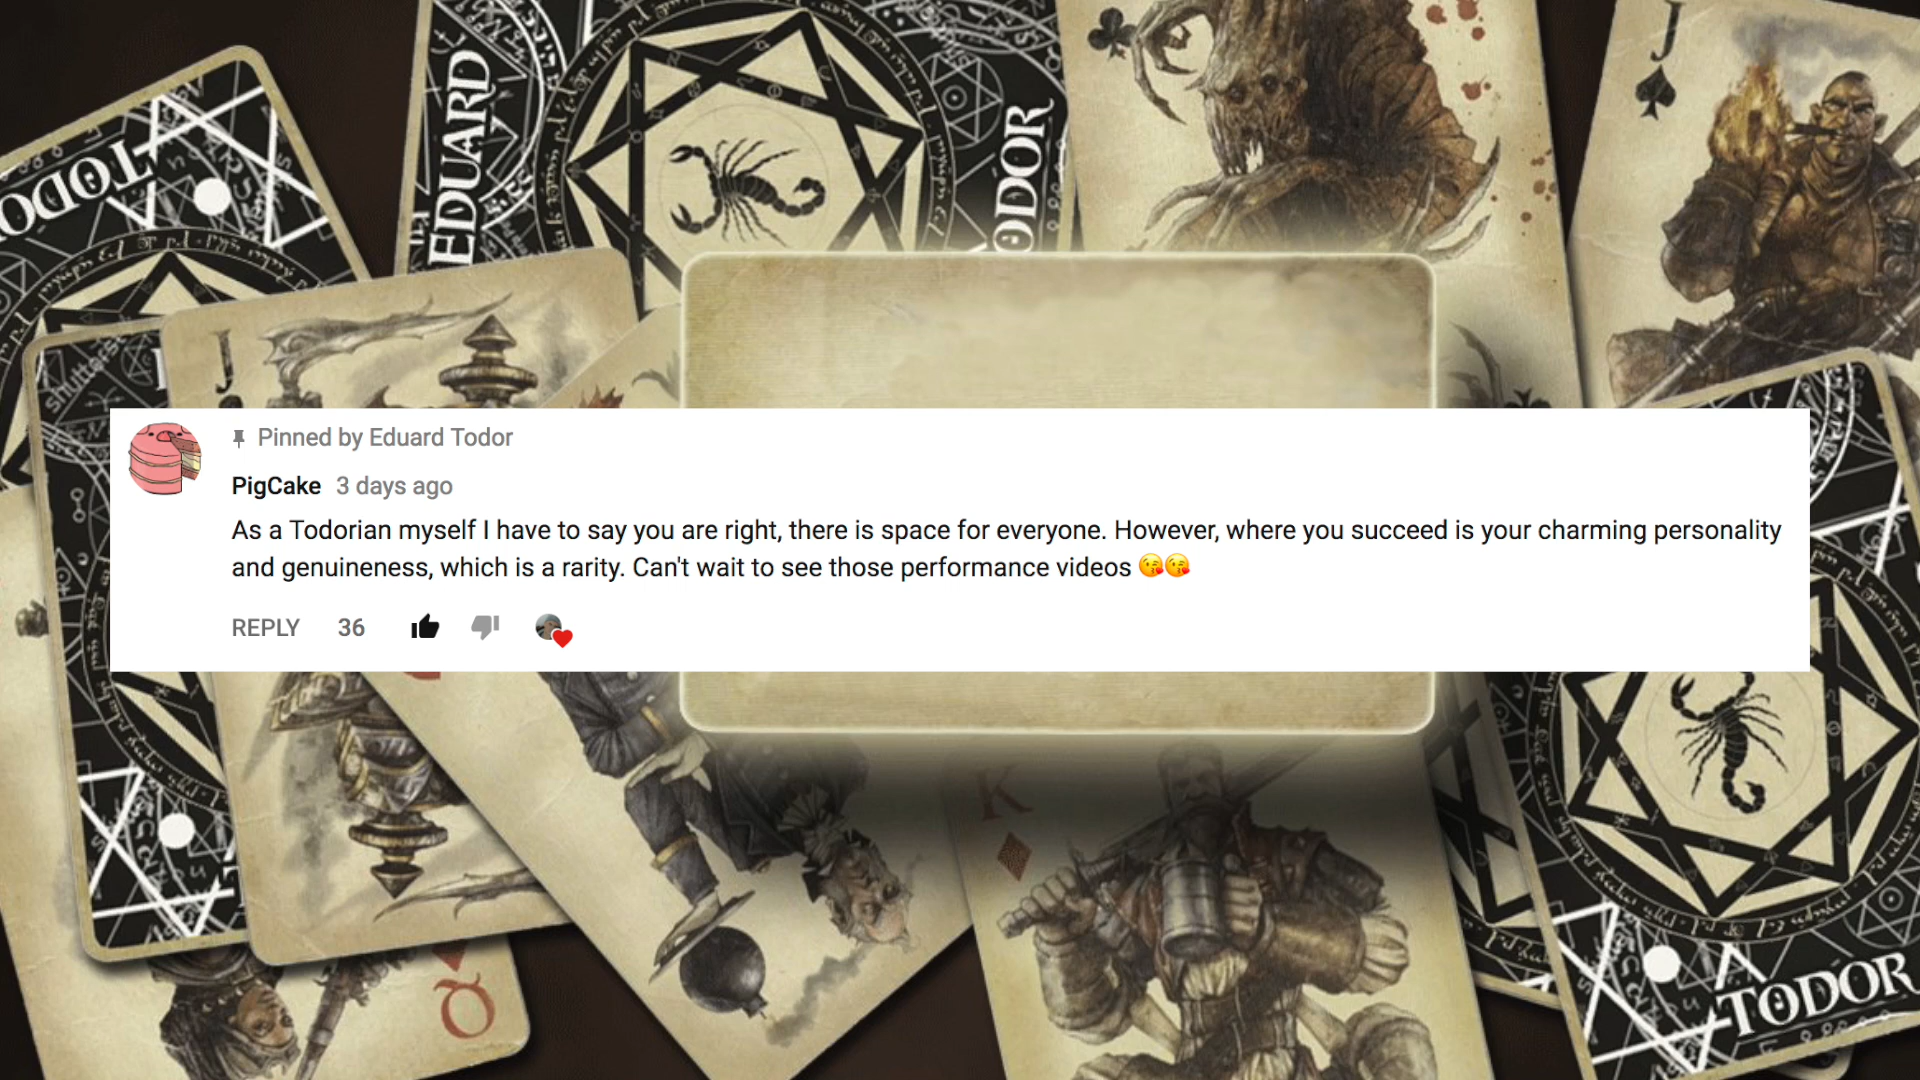 TODOR
EDUARD
TODOR
J
J
shutters
Pinned by Eduard Todor
PigCake 3 days ago
As a Todorian myself I have to say you are right, there is space for everyone. However, where you succeed is your charming personality
and genuineness, which is a rarity. Can't wait to see those performance videos 😘😘
REPLY 36
K
Q
TODOR